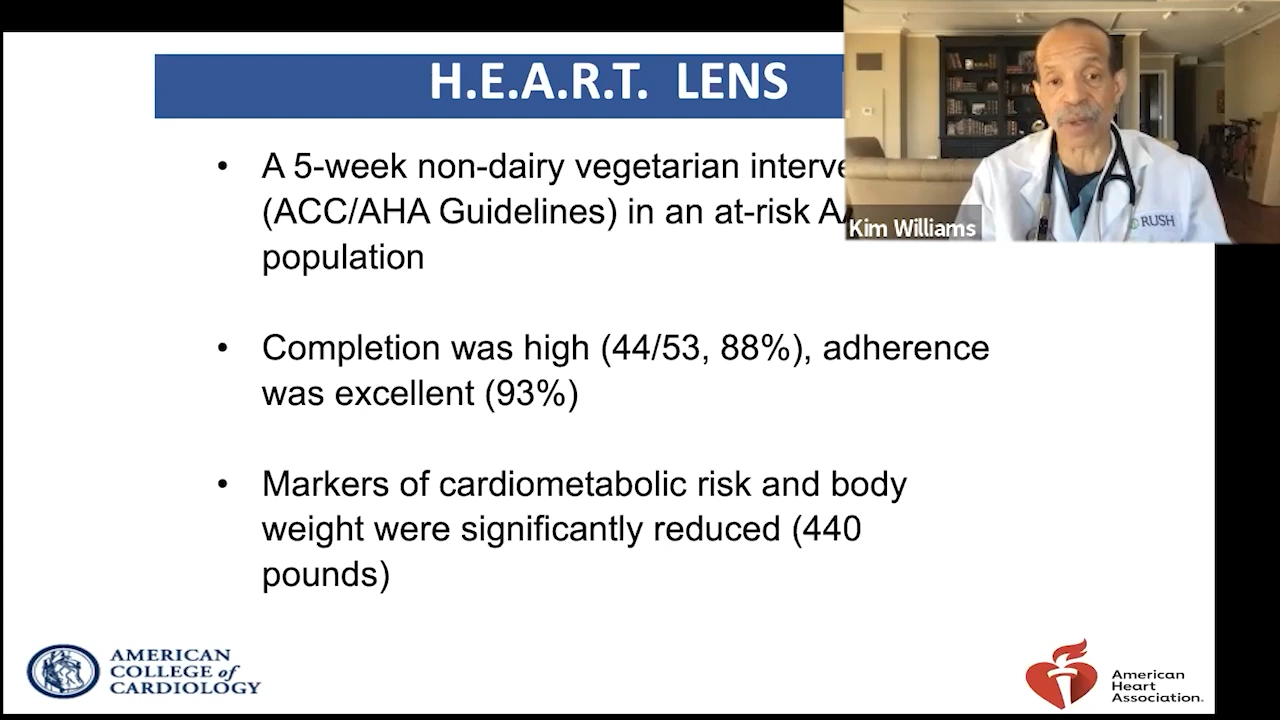 H.E.A.R.T. LENS
• A 5-week non-dairy vegetarian
(ACC/AHA Guidelines) in an at-risk
population
• Completion was high (44/53, 88%), adherence
was excellent (93%)
• Markers of cardiometabolic risk and body
weight were significantly reduced (440
pounds)
Kim Williams
RUSH
AMERICAN
COLLEGE of
CARDIOLOGY
American
Heart
Association.